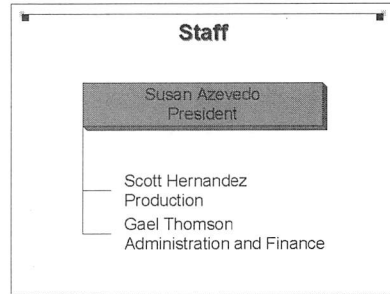 Staff
Susan Azevedo
President
Scott Hernandez
Production
Gael Thomson
Administration and Finance